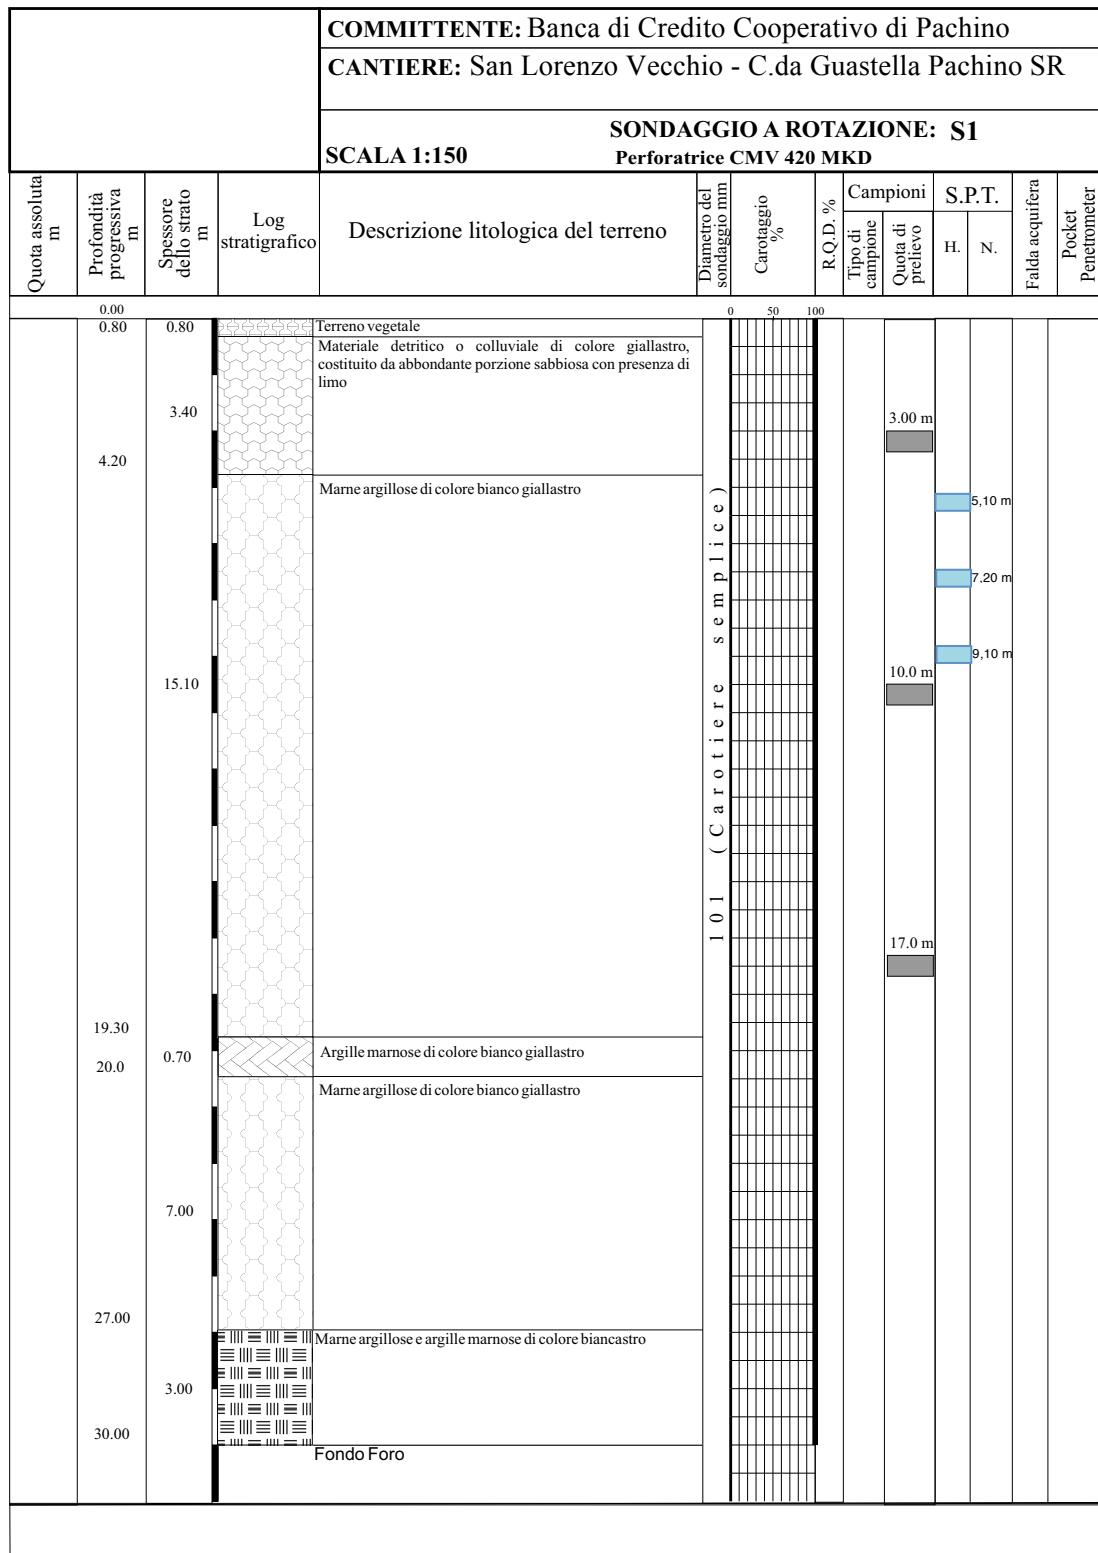 COMMITTENTE: Banca di Credito Cooperativo di Pachino
CANTIERE: San Lorenzo Vecchio - C.da Guastella Pachino SR
SONDAGGIO A ROTAZIONE: S1
SCALA 1:150
Perforatrice CMV 420 MKD
Quota assoluta
m
Profondità
progressiva
m
Spessore
dello strato
m
Log
stratigrafico
Descrizione litologica del terreno
Diametro del
sondaggio mm
Carotaggio
%
R.Q.D. %
Campioni
Tipo di
campione
Quota di
prelievo
S.P.T.
H.
N.
Falda acquifera
Pocket
Penetrometer
0.00
0 50 100
0.80
0.80
Terreno vegetale
Materiale detritico o colluviale di colore giallastro,
costituito da abbondante porzione sabbiosa con presenza di
limo
3.40
3.00 m
4.20
Marne argillose di colore bianco giallastro
5,10 m
7,20 m
9,10 m
101 (Carotiere semplice)
15.10
10.0 m
17.0 m
19.30
0.70
Argille marnose di colore bianco giallastro
20.0
Marne argillose di colore bianco giallastro
7.00
27.00
Marne argillose e argille marnose di colore biancastro
3.00
30.00
Fondo Foro